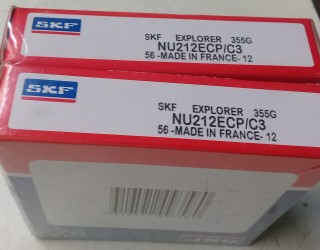 SKF
SKF EXPLORER 355G
NU212ECP/C3
56 -MADE IN FRANCE- 12
SKF
SKF EXPLORER 355G
NU212ECP/C3
56 -MADE IN FRANCE- 12